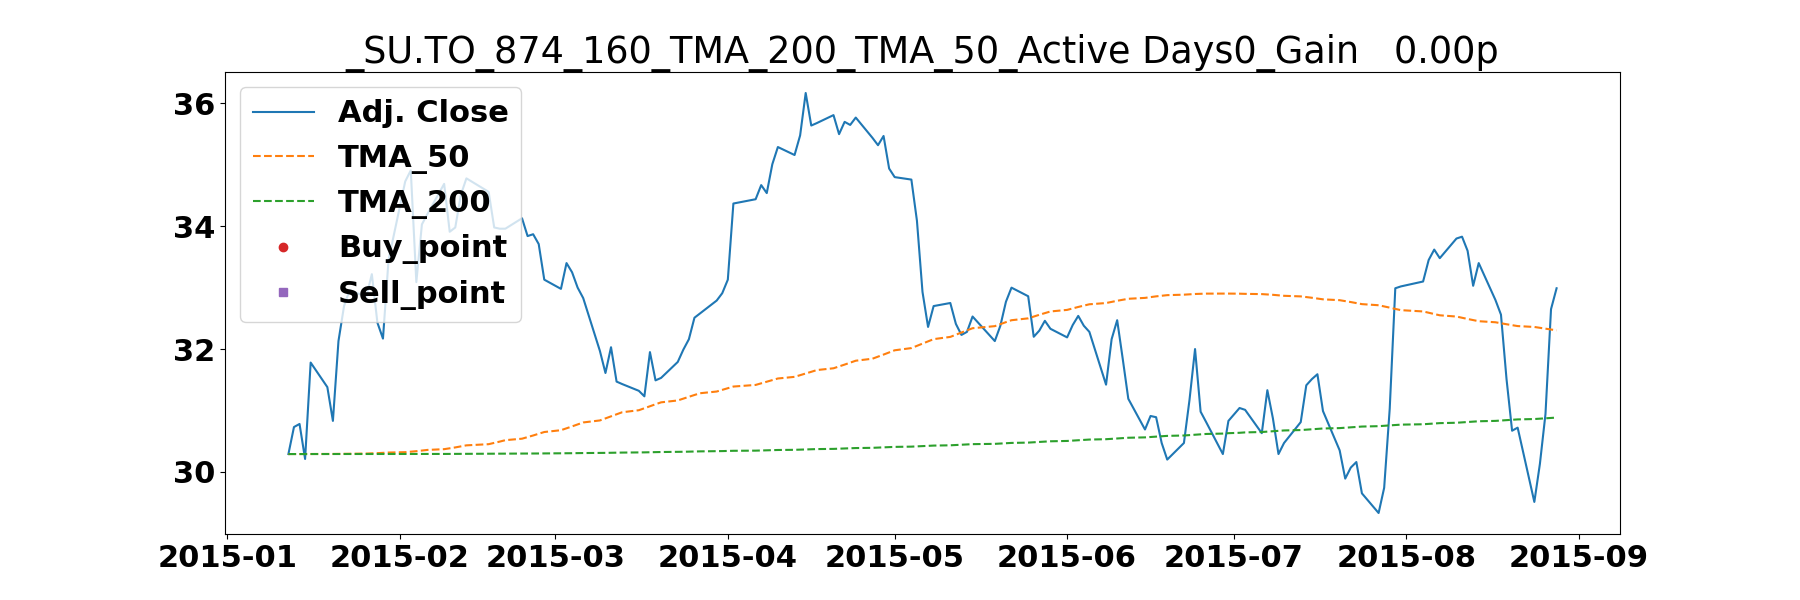 _SU.TO_874_160_TMA_200_TMA_50_Active Days0_Gain   0.00p
36
34
32
30
Adj. Close
TMA_50
TMA_200
Buy_point
Sell_point
2015-01 2015-02 2015-03 2015-04 2015-05 2015-06 2015-07 2015-08 2015-09